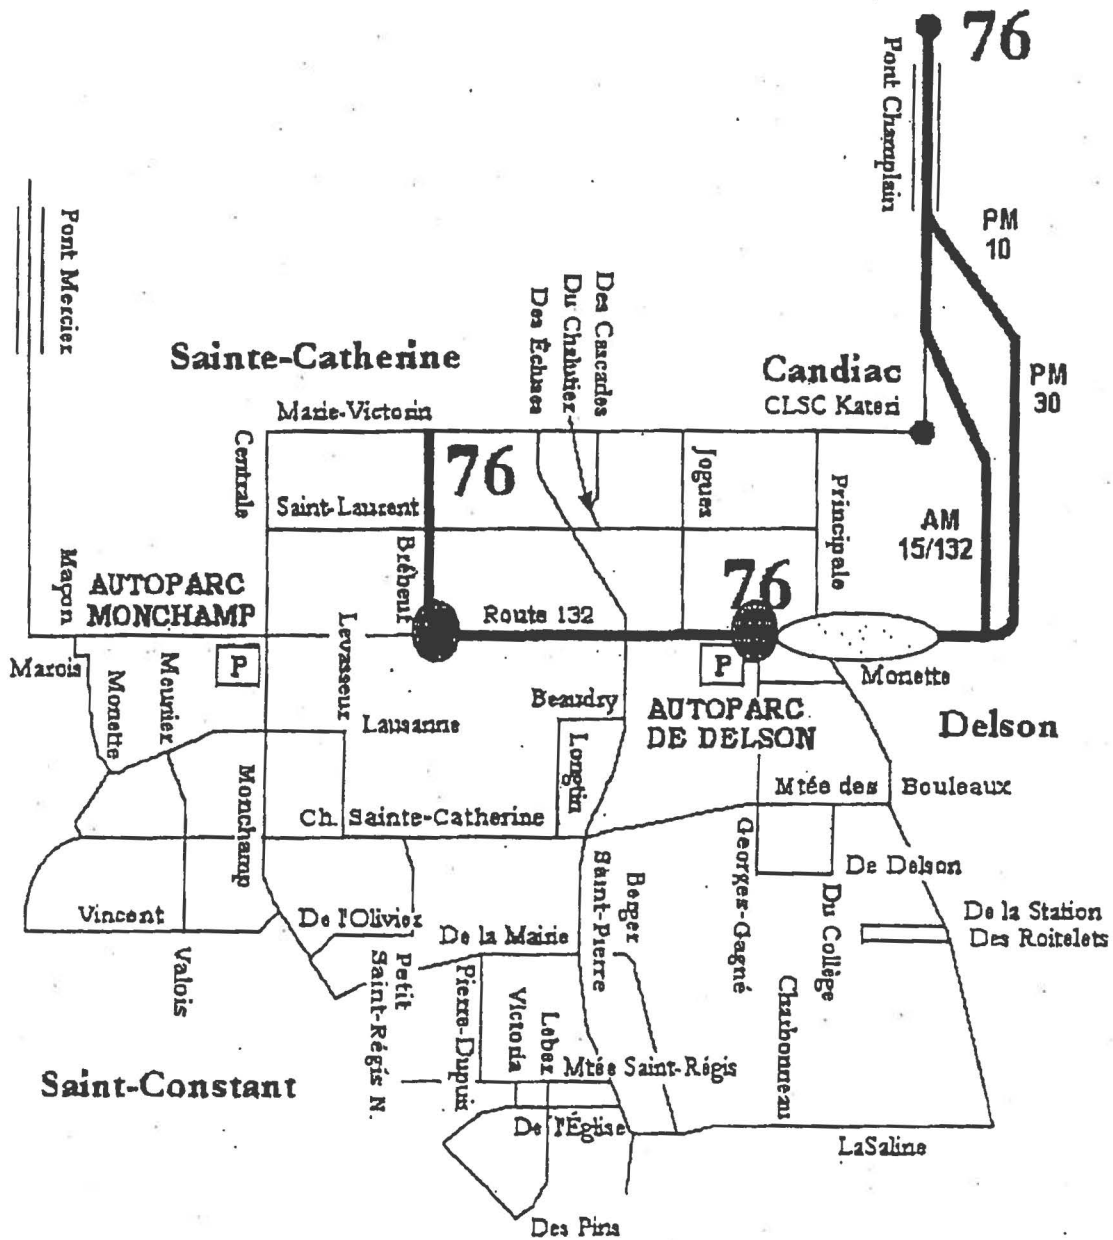 76
Pont Champlain
PM
10
Pont Mercier
Des Cascades
Du Chalutier
Des Écluses
Sainte-Catherine
Candiac
CLSC Kateri
PM
30
Marie-Victorin
Centrale
76
Jogues
Principale
Saint-Laurent
AM
15/132
Brébeuf
Maçon
AUTOPARC
MONCHAMP
76
Route 132
Levasseur
Marois
P
P
Monette
Monette
Meunier
Beaudry
AUTOPARC
DE DELSON
Delson
Lausanne
Longtin
Monchamp
Mtée des Bouleaux
Ch. Sainte-Catherine
Georges-Gagné
De Delson
Saint-Pierre
Berger
Du Collège
Vincent
De l'Olivier
De la Mairie
De la Station
Des Roitelets
Valois
Petit
Saint-Régis N.
Pierre-Dupuis
Victoria
Leber
Charbonneau
Mtée Saint-Régis
Saint-Constant
De l'Église
LaSaline
Des Pins